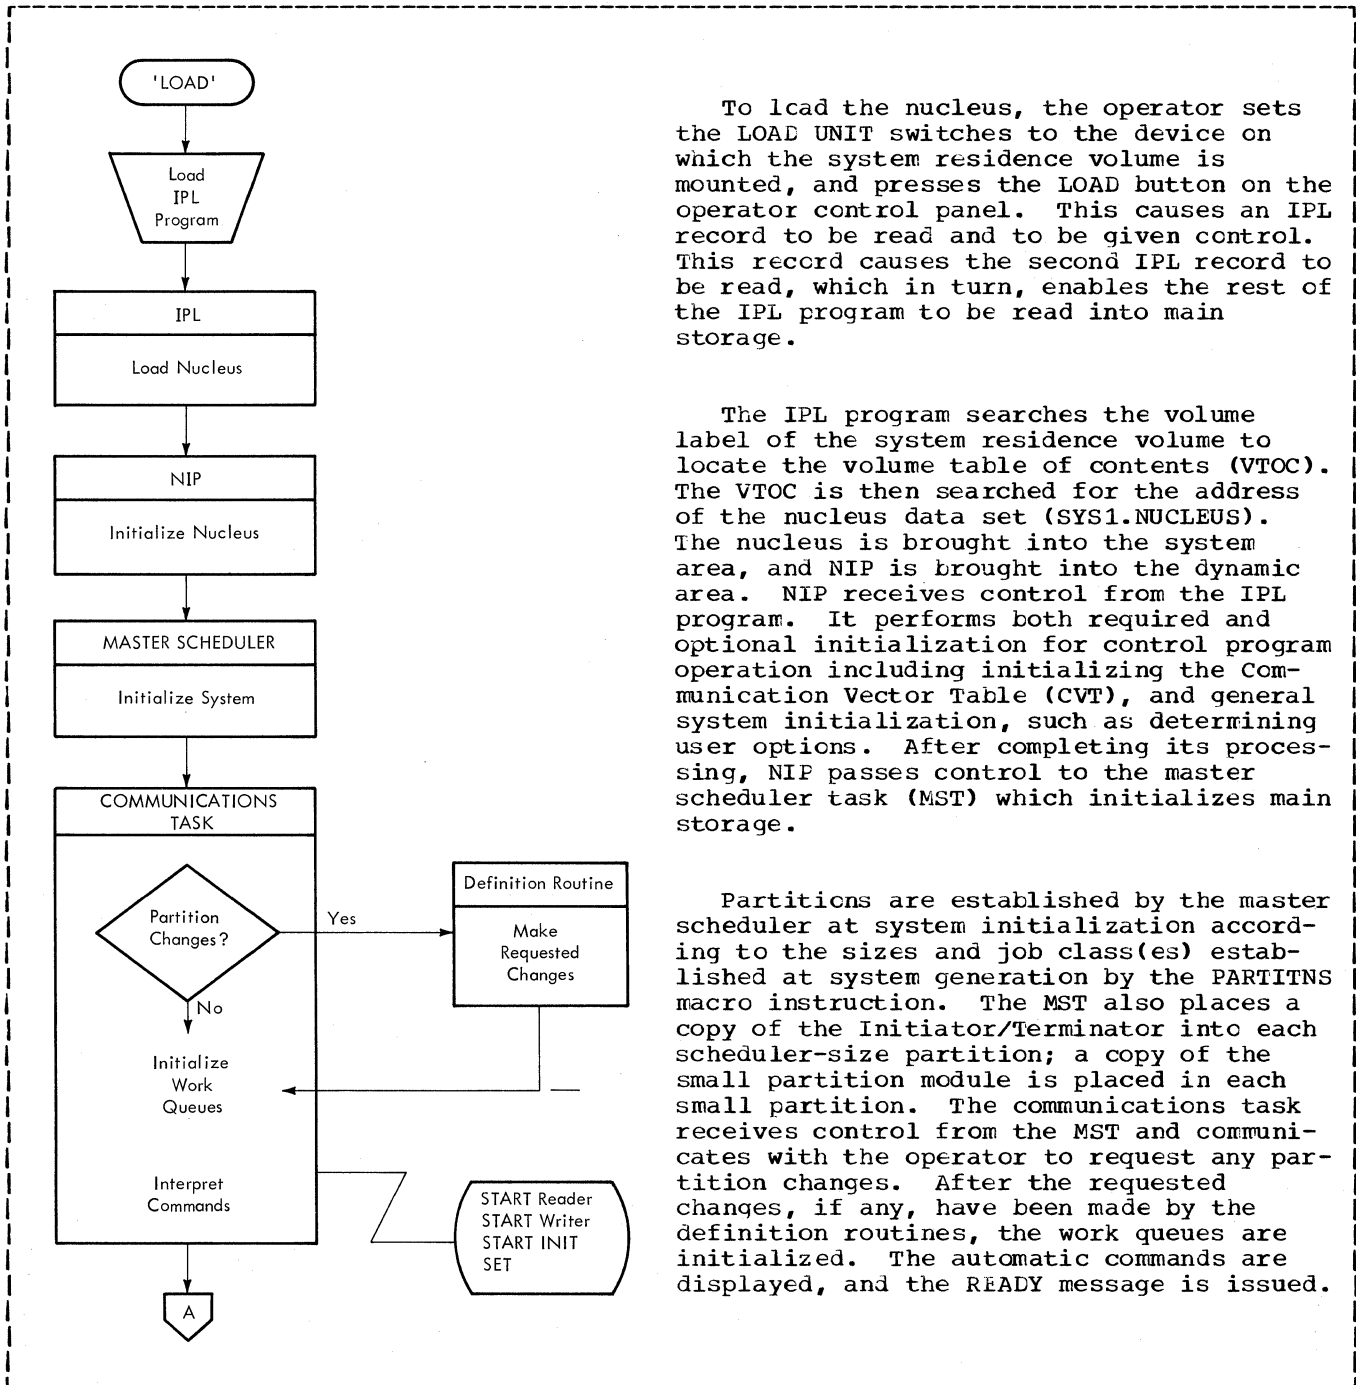 'LOAD'
Load
IPL
Program
IPL
Load Nucleus
NIP
Initialize Nucleus
MASTER SCHEDULER
Initialize System
COMMUNICATIONS
TASK
Partition
Changes?
Yes
No
Definition Routine
Make
Requested
Changes
Initialize
Work
Queues
Interpret
Commands
START Reader
START Writer
START INIT
SET
A
To lcad the nucleus, the operator sets
the LOAD UNIT switches to the device on
which the system residence volume is
mounted, and presses the LOAD button on the
operator control panel. This causes an IPL
record to be read and to be given control.
This record causes the second IPL record to
be read, which in turn, enables the rest of
the IPL program to be read into main
storage.
The IPL program searches the volume
label of the system residence volume to
locate the volume table of contents (VTOC).
The VTOC is then searched for the address
of the nucleus data set (SYS1.NUCLEUS).
The nucleus is brought into the system
area, and NIP is brought into the dynamic
area. NIP receives control from the IPL
program. It performs both required and
optional initialization for control program
operation including initializing the Com-
munication Vector Table (CVT), and general
system initialization, such as determining
user options. After completing its proces-
sing, NIP passes control to the master
scheduler task (MST) which initializes main
storage.
Partitions are established by the master
scheduler at system initialization accord-
ing to the sizes and job class(es) estab-
lished at system generation by the PARTITNS
macro instruction. The MST also places a
copy of the Initiator/Terminator into each
scheduler-size partition; a copy of the
small partition module is placed in each
small partition. The communications task
receives control from the MST and communi-
cates with the operator to request any par-
tition changes. After the requested
changes, if any, have been made by the
definition routines, the work queues are
initialized. The automatic commands are
displayed, and the READY message is issued.